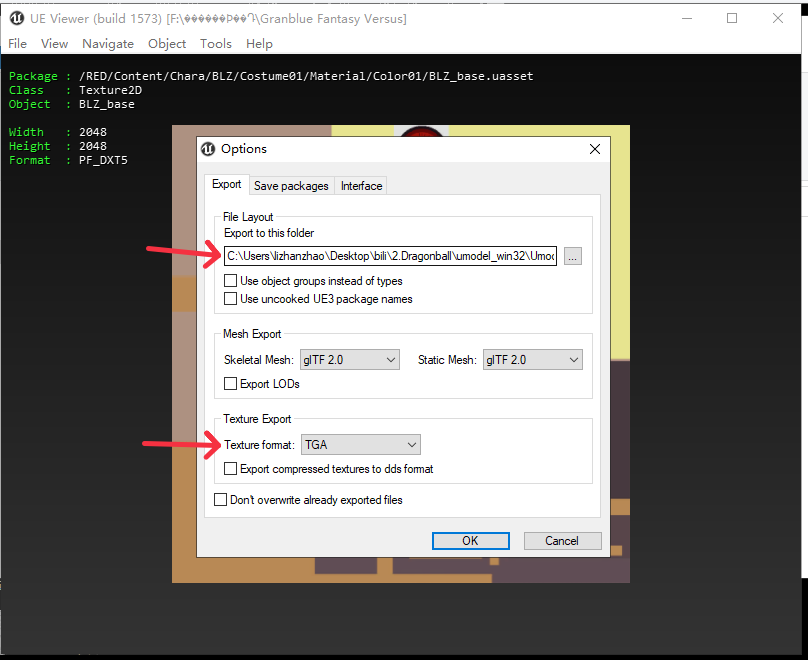 UE Viewer (build 1573) [F:\������Þ��Ղ\Granblue Fantasy Versus]
File View Navigate Object Tools Help
Package : /RED/Content/Chara/BLZ/Costume01/Material/Color01/BLZ_base.uasset
Class : Texture2D
Object : BLZ_base
Width : 2048
Height : 2048
Format : PF_DXT5
Options
Export Save packages Interface
File Layout
Export to this folder
C:\Users\lizhanzhao\Desktop\bili\2.Dragonball\umodel_win32\Umod
...
Use object groups instead of types
Use uncooked UE3 package names
Mesh Export
Skeletal Mesh: glTF 2.0 Static Mesh: glTF 2.0
Export LODs
Texture Export
Texture format: TGA
Export compressed textures to dds format
Don't overwrite already exported files
OK Cancel